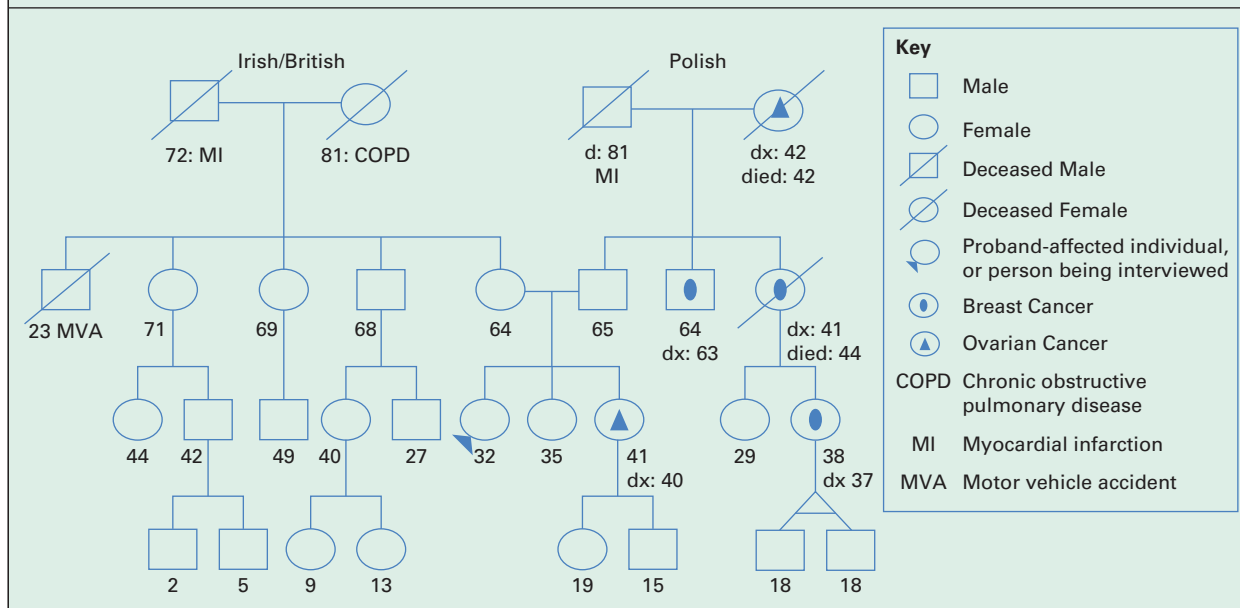 Irish/British
Polish
72: MI
81: COPD
d: 81
MI
dx: 42
died: 42
23 MVA
71
69
68
64
65
64
dx: 63
dx: 41
died: 44
44
42
49
40
27
32
35
41
dx: 40
29
38
dx 37
2
5
9
13
19
15
18
18
Key
Male
Female
Deceased Male
Deceased Female
Proband-affected individual,
or person being interviewed
Breast Cancer
Ovarian Cancer
COPD Chronic obstructive
pulmonary disease
MI Myocardial infarction
MVA Motor vehicle accident